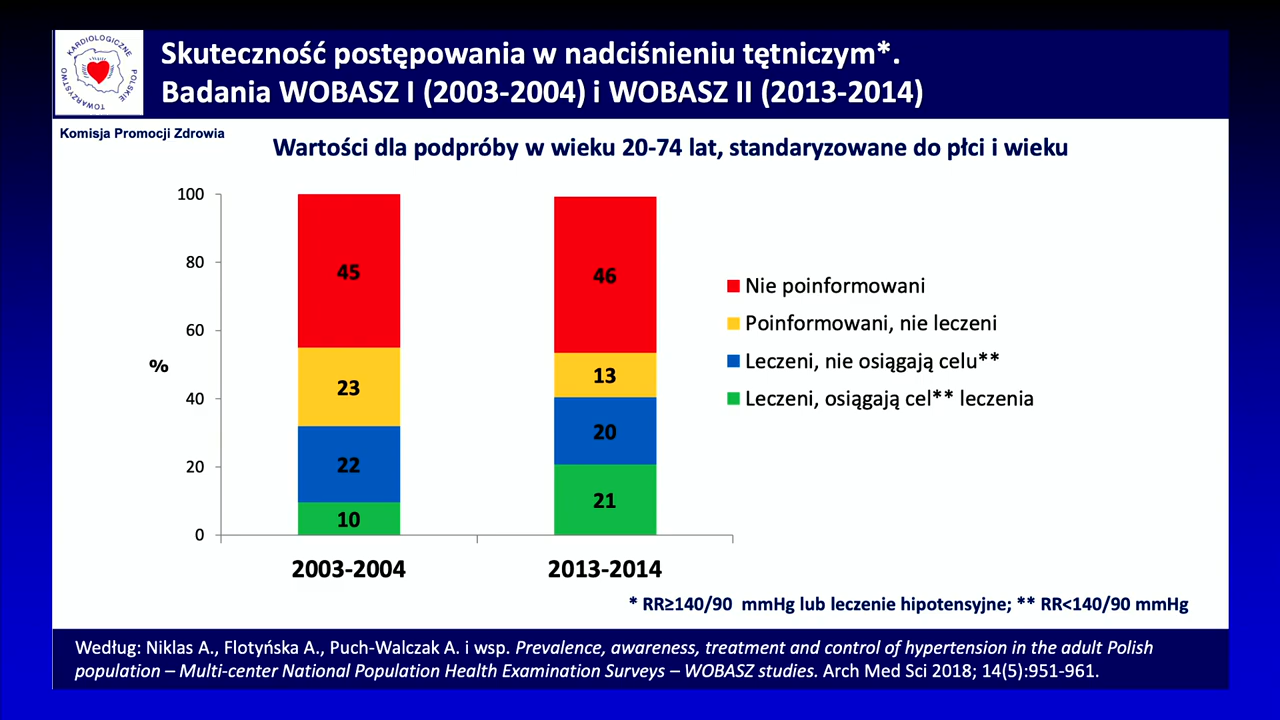 KARDIOLOGICZNE
POLSKIE
TOWARZYSTWO
Skuteczność postępowania w nadciśnieniu tętniczym*.
Badania WOBASZ I (2003-2004) i WOBASZ II (2013-2014)
Komisja Promocji Zdrowia
Wartości dla podpróby w wieku 20-74 lat, standaryzowane do płci i wieku
100
80
60
40
20
0
%
45
23
22
10
46
13
20
21
2003-2004
2013-2014
Nie poinformowani
Poinformowani, nie leczeni
Leczeni, nie osiągają celu**
Leczeni, osiągają cel** leczenia
* RR≥140/90 mmHg lub leczenie hipotensyjne; ** RR<140/90 mmHg
Według: Niklas A., Flotyńska A., Puch-Walczak A. i wsp. Prevalence, awareness, treatment and control of hypertension in the adult Polish
population – Multi-center National Population Health Examination Surveys – WOBASZ studies. Arch Med Sci 2018; 14(5):951-961.